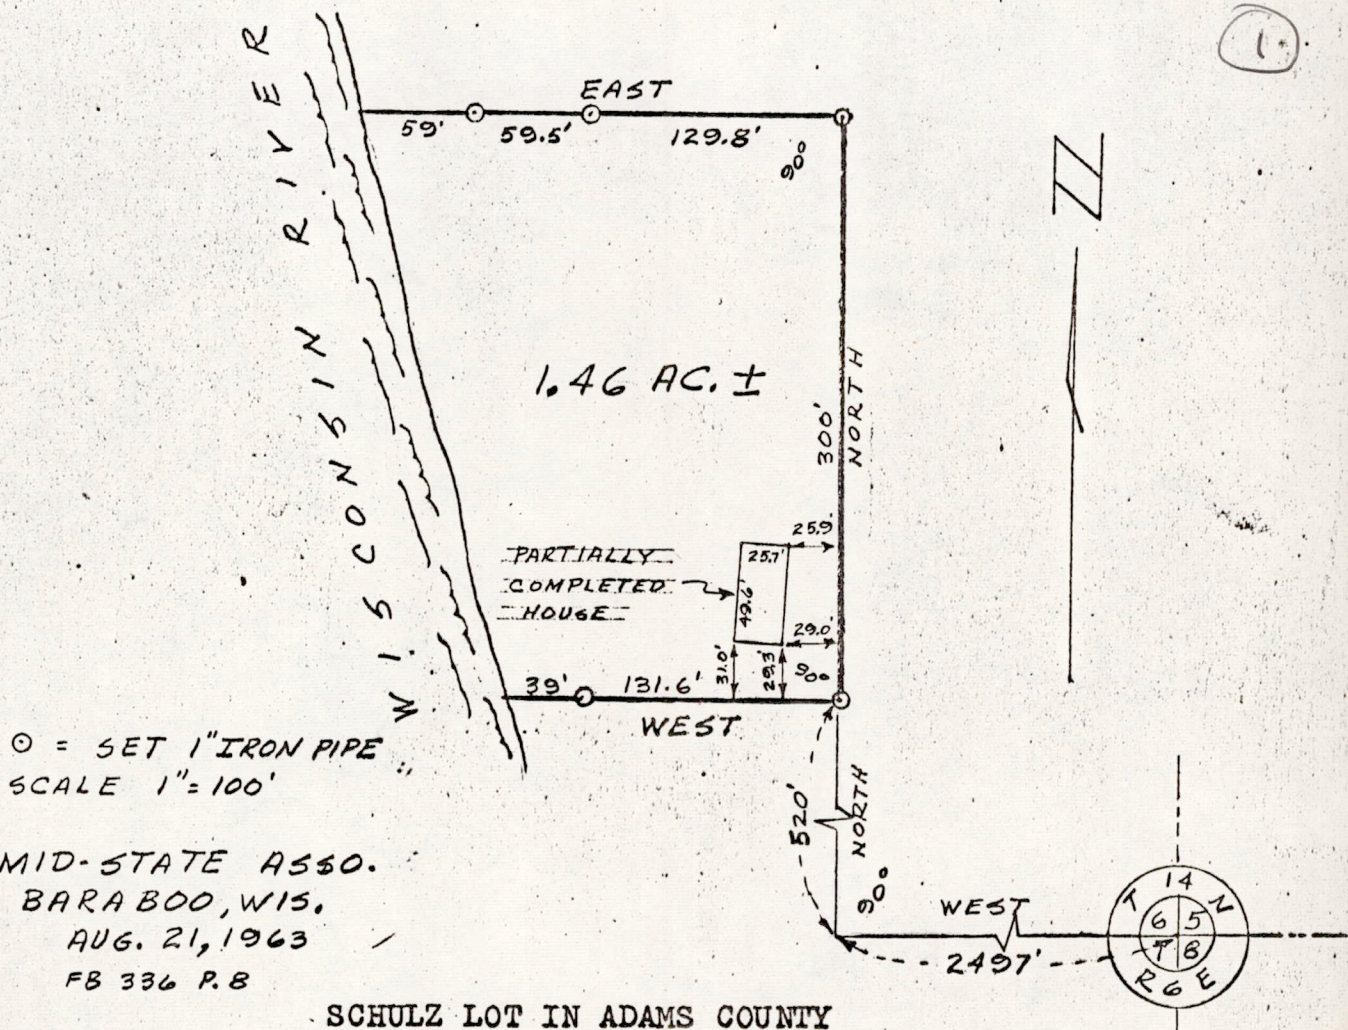 1
EAST
59' 59.5' 129.8'
90°
WISCONSIN RIVER
N
1.46 AC. ±
300'
NORTH
25.9'
PARTIALLY
COMPLETED
HOUSE
25.7'
49.6'
29.0'
31.0'
29.3'
90°
39' 131.6'
WEST
⊙ = SET 1" IRON PIPE
SCALE 1" = 100'
520'
NORTH
90°
MID-STATE ASSO.
BARABOO, WIS.
AUG. 21, 1963
FB 336 P. 8
WEST
2497'
T 14 N
6 5
7 8
R 6 E
SCHULZ LOT IN ADAMS COUNTY